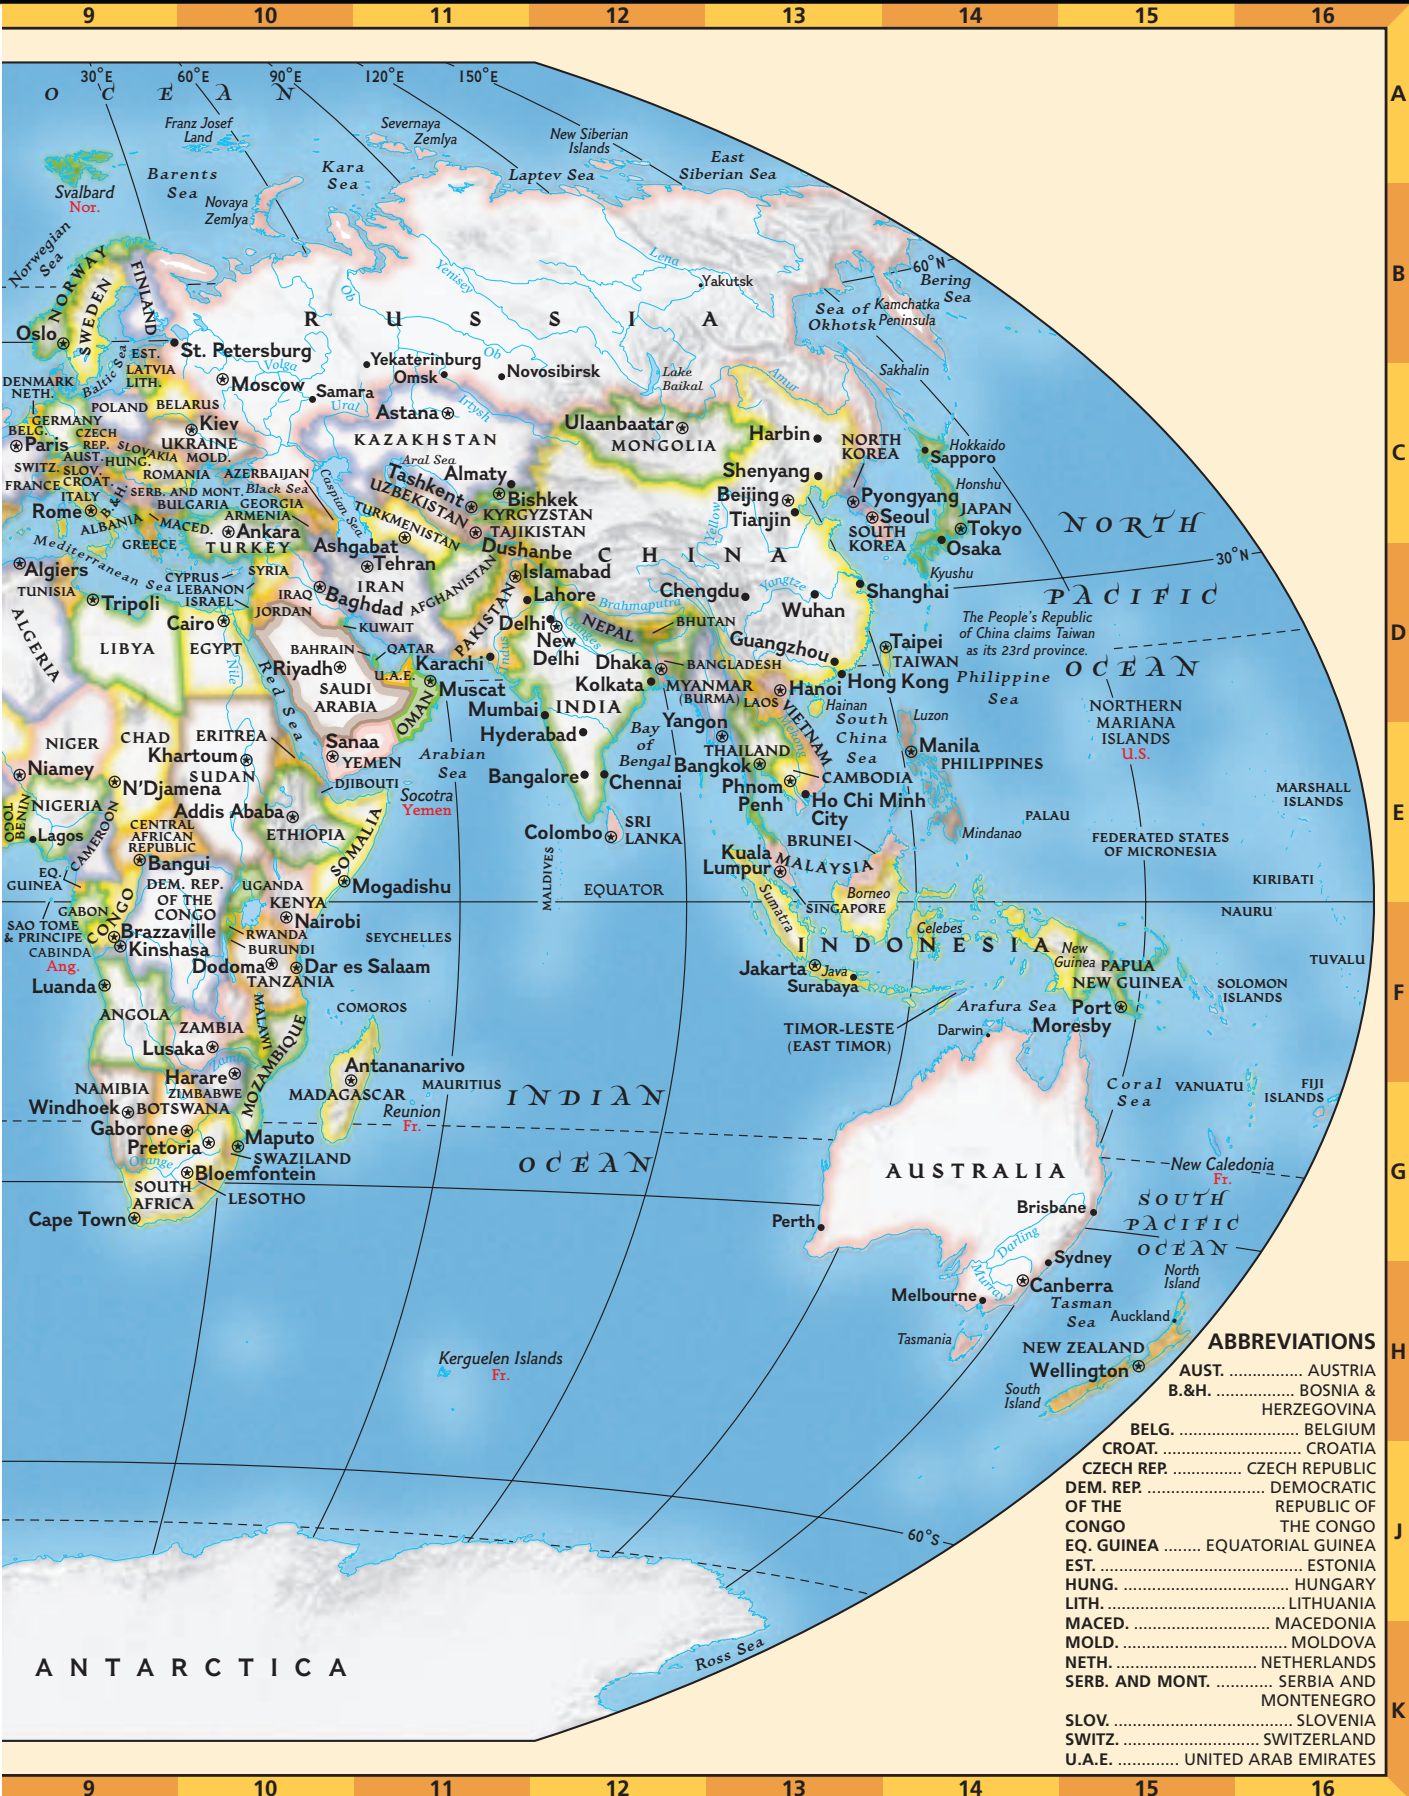 9 10 11 12 13 14 15 16
30°E 60°E 90°E 120°E 150°E
O C E A N
A
Franz Josef
Land
Severnaya
Zemlya
New Siberian
Islands
East
Siberian Sea
Barents
Sea
Kara
Sea
Laptev Sea
Svalbard
Nor.
Novaya
Zemlya
Norwegian
Sea
B
NORWAY
SWEDEN
FINLAND
Ob
Yenisey
Lena
Yakutsk
60°N
Bering
Sea
Sea of
Okhotsk
Kamchatka
Peninsula
R U S S I A
Oslo
St. Petersburg
Baltic Sea
EST.
LATVIA
LITH.
Volga
Moscow
Samara
Ural
Yekaterinburg
Omsk
Ob
Novosibirsk
Lake
Baikal
Amur
Sakhalin
DENMARK
NETH.
POLAND
BELARUS
GERMANY
BELG.
Paris
CZECH
REP.
SLOVAKIA
Kiev
UKRAINE
MOLD.
AUST.
HUNG.
SWITZ.
SLOV.
CROAT.
ROMANIA
FRANCE
ITALY
B.&H.
SERB. AND MONT.
BULGARIA
Black Sea
AZERBAIJAN
GEORGIA
ARMENIA
Rome
ALBANIA
MACED.
GREECE
Ankara
TURKEY
Caspian Sea
Astana
Irtysh
KAZAKHSTAN
Aral Sea
Almaty
Tashkent
UZBEKISTAN
Bishkek
KYRGYZSTAN
TAJIKISTAN
TURKMENISTAN
Ashgabat
Dushanbe
Ulaanbaatar
MONGOLIA
Harbin
Shenyang
Beijing
Tianjin
NORTH
KOREA
Pyongyang
Seoul
SOUTH
KOREA
Hokkaido
Sapporo
Honshu
JAPAN
Tokyo
Osaka
Kyushu
C
N O R T H
P A C I F I C
O C E A N
30°N
Mediterranean Sea
Algiers
TUNISIA
Tripoli
CYPRUS
LEBANON
ISRAEL
SYRIA
IRAQ
JORDAN
Baghdad
Tehran
IRAN
AFGHANISTAN
Islamabad
Lahore
PAKISTAN
Indus
C H I N A
Yellow
Chengdu
Yangtze
Wuhan
Shanghai
Brahmaputra
Delhi
New
Delhi
Ganges
NEPAL
BHUTAN
Guangzhou
Taipei
TAIWAN
The People's Republic
of China claims Taiwan
as its 23rd province.
D
ALGERIA
LIBYA
Cairo
EGYPT
Nile
Red Sea
KUWAIT
BAHRAIN
QATAR
Riyadh
U.A.E.
SAUDI
ARABIA
OMAN
Muscat
Karachi
Dhaka
BANGLADESH
Kolkata
MYANMAR
(BURMA)
LAOS
Hanoi
Hong Kong
Hainan
Philippine
Sea
Mumbai
INDIA
Hyderabad
Bay
of
Bengal
Yangon
VIETNAM
Mekong
South
China
Sea
Luzon
NORTHERN
MARIANA
ISLANDS
U.S.
NIGER
CHAD
ERITREA
Khartoum
SUDAN
Sanaa
YEMEN
Arabian
Sea
Niamey
N'Djamena
DJIBOUTI
Socotra
Yemen
Bangalore
Chennai
THAILAND
Bangkok
CAMBODIA
Phnom
Penh
Ho Chi Minh
City
Manila
PHILIPPINES
MARSHALL
ISLANDS
E
NIGERIA
BENIN
TOGO
Lagos
CAMEROON
CENTRAL
AFRICAN
REPUBLIC
Bangui
Addis Ababa
ETHIOPIA
SOMALIA
Mogadishu
Colombo
SRI
LANKA
MALDIVES
PALAU
Mindanao
FEDERATED STATES
OF MICRONESIA
BRUNEI
Kuala
Lumpur
MALAYSIA
Borneo
KIRIBATI
EQ.
GUINEA
GABON
SAO TOME
& PRINCIPE
CONGO
DEM. REP.
OF THE
CONGO
UGANDA
KENYA
Nairobi
EQUATOR
Sumatra
SINGAPORE
NAURU
Brazzaville
Kinshasa
CABINDA
Ang.
RWANDA
BURUNDI
Dodoma
Dar es Salaam
TANZANIA
SEYCHELLES
Celebes
I N D O N E S I A
New
Guinea
PAPUA
NEW GUINEA
TUVALU
Jakarta
Java
Surabaya
Arafura Sea
Port
Moresby
SOLOMON
ISLANDS
F
Luanda
ANGOLA
ZAMBIA
MALAWI
Lusaka
COMOROS
TIMOR-LESTE
(EAST TIMOR)
Darwin
Harare
ZIMBABWE
MOZAMBIQUE
Antananarivo
MADAGASCAR
MAURITIUS
Reunion
Fr.
I N D I A N
O C E A N
Coral
Sea
VANUATU
FIJI
ISLANDS
NAMIBIA
Windhoek
BOTSWANA
Gaborone
Pretoria
Maputo
SWAZILAND
Orange
Bloemfontein
SOUTH
AFRICA
LESOTHO
Cape Town
AUSTRALIA
New Caledonia
Fr.
G
Perth
Brisbane
SOUTH
PACIFIC
OCEAN
Darling
Murray
Sydney
Canberra
Melbourne
Tasman
Sea
North
Island
Auckland
Tasmania
NEW ZEALAND
Wellington
South
Island
H
Kerguelen Islands
Fr.
60°S
J
ANTARCTICA
Ross Sea
K
ABBREVIATIONS
AUST. ............... AUSTRIA
B.&H. ................ BOSNIA &
HERZEGOVINA
BELG. ......................... BELGIUM
CROAT. ............................. CROATIA
CZECH REP. .............. CZECH REPUBLIC
DEM. REP. ......................... DEMOCRATIC
OF THE REPUBLIC OF
CONGO THE CONGO
EQ. GUINEA ........ EQUATORIAL GUINEA
EST. .......................................... ESTONIA
HUNG. .................................. HUNGARY
LITH. ..................................... LITHUANIA
MACED. ............................ MACEDONIA
MOLD. ................................... MOLDOVA
NETH. ............................. NETHERLANDS
SERB. AND MONT. ............ SERBIA AND
MONTENEGRO
SLOV. ..................................... SLOVENIA
SWITZ. ............................. SWITZERLAND
U.A.E. ............. UNITED ARAB EMIRATES
9 10 11 12 13 14 15 16